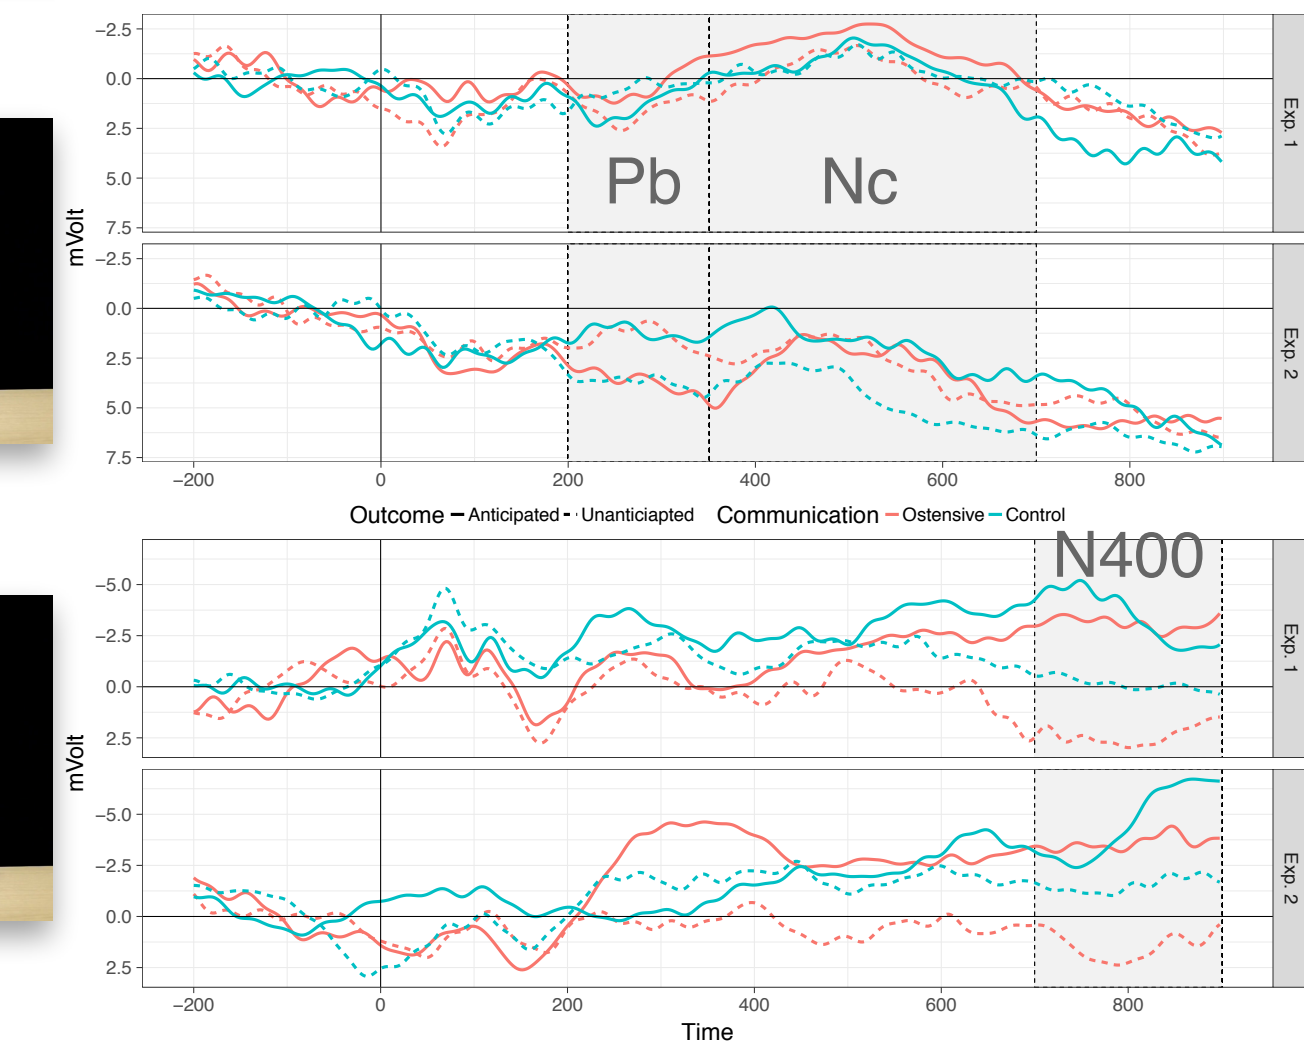 −2.5
0.0
2.5
5.0
7.5
Pb
Nc
Exp. 1
mVolt
−2.5
0.0
2.5
5.0
7.5
Exp. 2
−200 0 200 400 600 800
Outcome Anticipated Unanticiapted Communication Ostensive Control
N400
−5.0
−2.5
0.0
2.5
Exp. 1
mVolt
−5.0
−2.5
0.0
2.5
Exp. 2
−200 0 200 400 600 800
Time